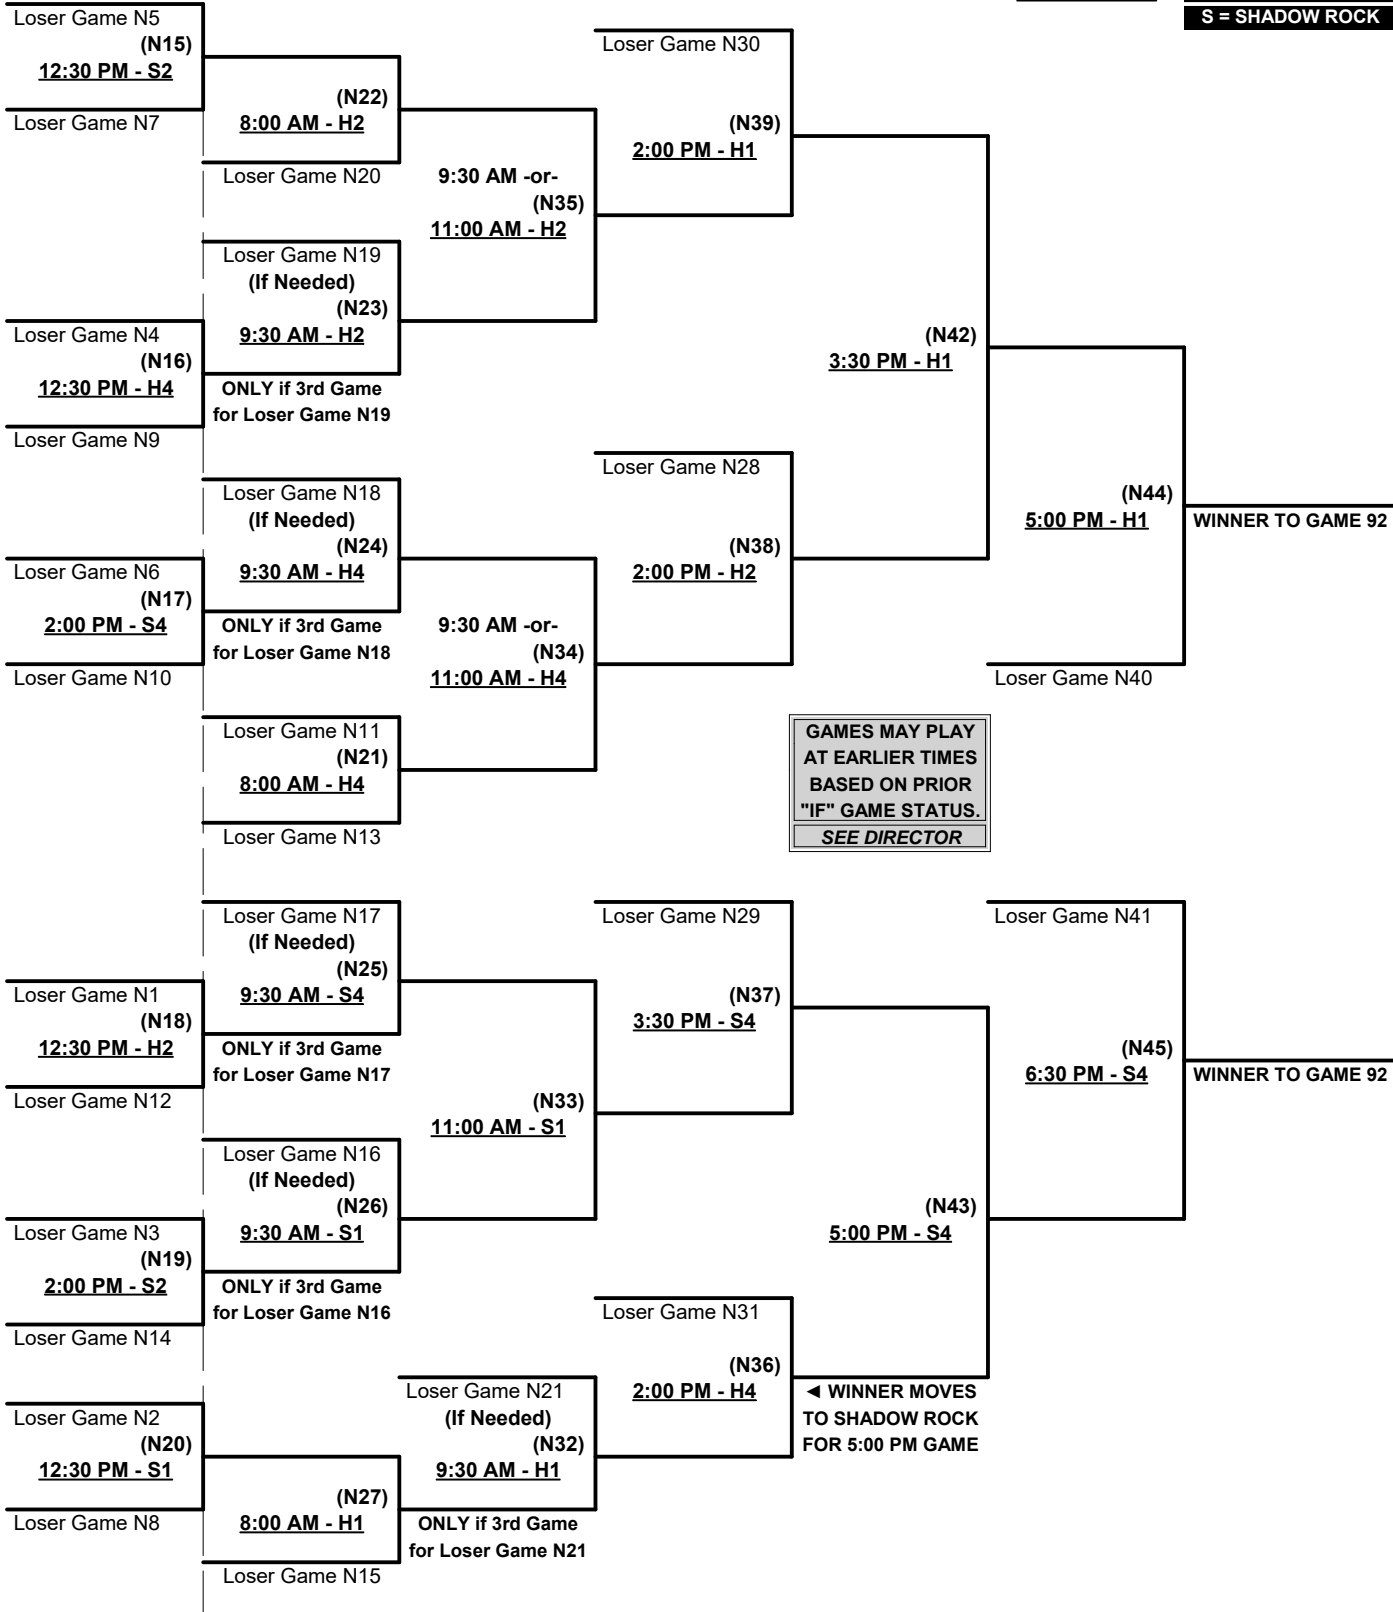 S = SHADOW ROCK
Loser Game N5
(N15)
12:30 PM - S2
Loser Game N7
(N22)
8:00 AM - H2
Loser Game N20
Loser Game N19
(If Needed)
(N23)
9:30 AM - H2
ONLY if 3rd Game
for Loser Game N19
Loser Game N4
(N16)
12:30 PM - H4
Loser Game N9
9:30 AM -or-
(N35)
11:00 AM - H2
Loser Game N30
(N39)
2:00 PM - H1
(N42)
3:30 PM - H1
Loser Game N18
(If Needed)
(N24)
9:30 AM - H4
ONLY if 3rd Game
for Loser Game N18
Loser Game N6
(N17)
2:00 PM - S4
Loser Game N10
9:30 AM -or-
(N34)
11:00 AM - H4
Loser Game N28
(N38)
2:00 PM - H2
(N44)
5:00 PM - H1
WINNER TO GAME 92
Loser Game N40
Loser Game N11
(N21)
8:00 AM - H4
Loser Game N13
GAMES MAY PLAY
AT EARLIER TIMES
BASED ON PRIOR
"IF" GAME STATUS.
SEE DIRECTOR
Loser Game N17
(If Needed)
(N25)
9:30 AM - S4
ONLY if 3rd Game
for Loser Game N17
Loser Game N1
(N18)
12:30 PM - H2
Loser Game N12
(N33)
11:00 AM - S1
Loser Game N29
(N37)
3:30 PM - S4
Loser Game N41
(N45)
6:30 PM - S4
WINNER TO GAME 92
Loser Game N16
(If Needed)
(N26)
9:30 AM - S1
ONLY if 3rd Game
for Loser Game N16
Loser Game N3
(N19)
2:00 PM - S2
Loser Game N14
(N43)
5:00 PM - S4
Loser Game N31
(N36)
2:00 PM - H4
◄ WINNER MOVES
TO SHADOW ROCK
FOR 5:00 PM GAME
Loser Game N21
(If Needed)
(N32)
9:30 AM - H1
ONLY if 3rd Game
for Loser Game N21
Loser Game N2
(N20)
12:30 PM - S1
Loser Game N8
(N27)
8:00 AM - H1
Loser Game N15